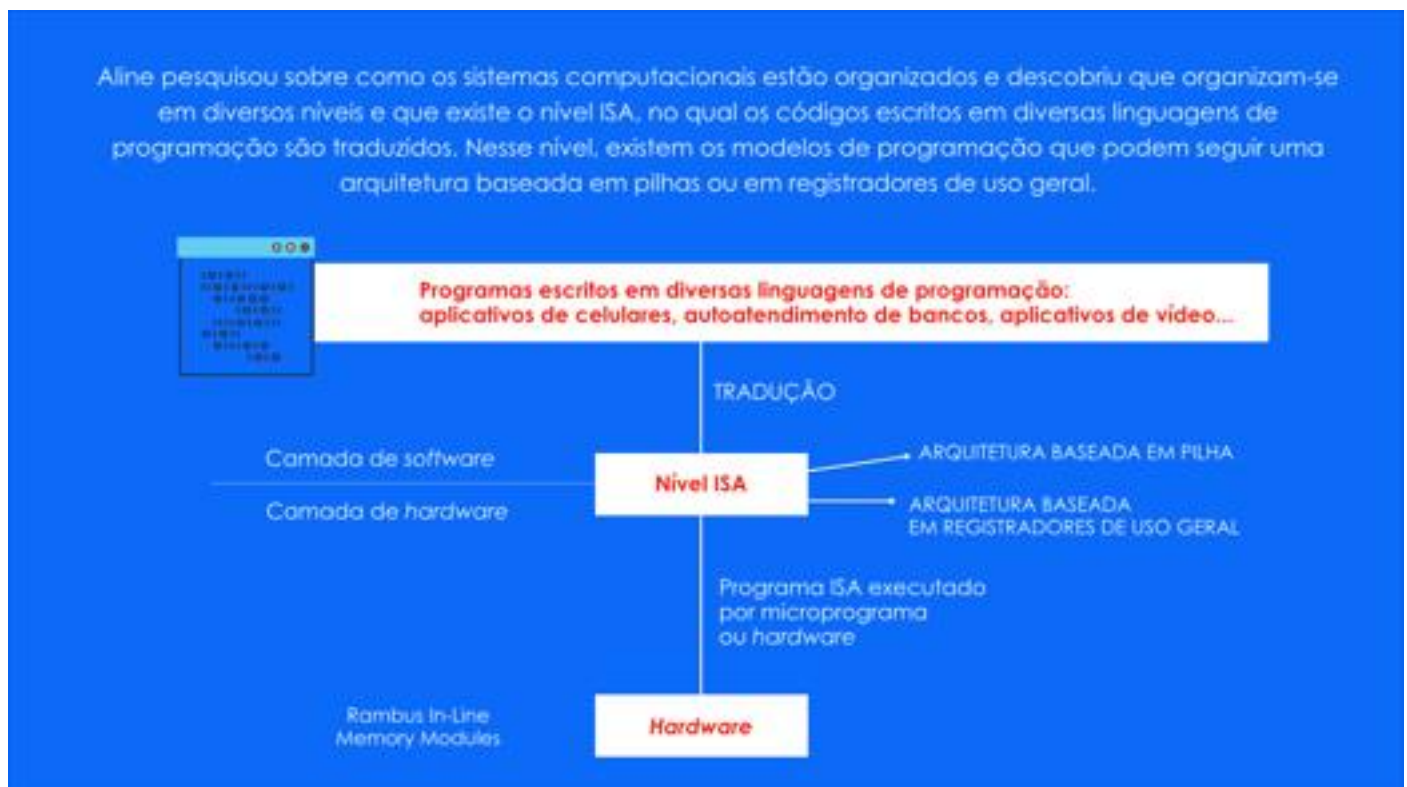 Aline pesquisou sobre como os sistemas computacionais estão organizados e descobriu que organizam-se
em diversos níveis e que existe o nível ISA, no qual os códigos escritos em diversas linguagens de
programação são traduzidos. Nesse nível, existem os modelos de programação que podem seguir uma
arquitetura baseada em pilhas ou em registradores de uso geral.
Programas escritos em diversas linguagens de programação:
aplicativos de celulares, autoatendimento de bancos, aplicativos de vídeo...
TRADUÇÃO
Camada de software
Nível ISA
ARQUITETURA BASEADA EM PILHA
Camada de hardware
ARQUITETURA BASEADA
EM REGISTRADORES DE USO GERAL
Programa ISA executado
por microprograma
ou hardware
Rambus In-Line
Memory Modules
Hardware